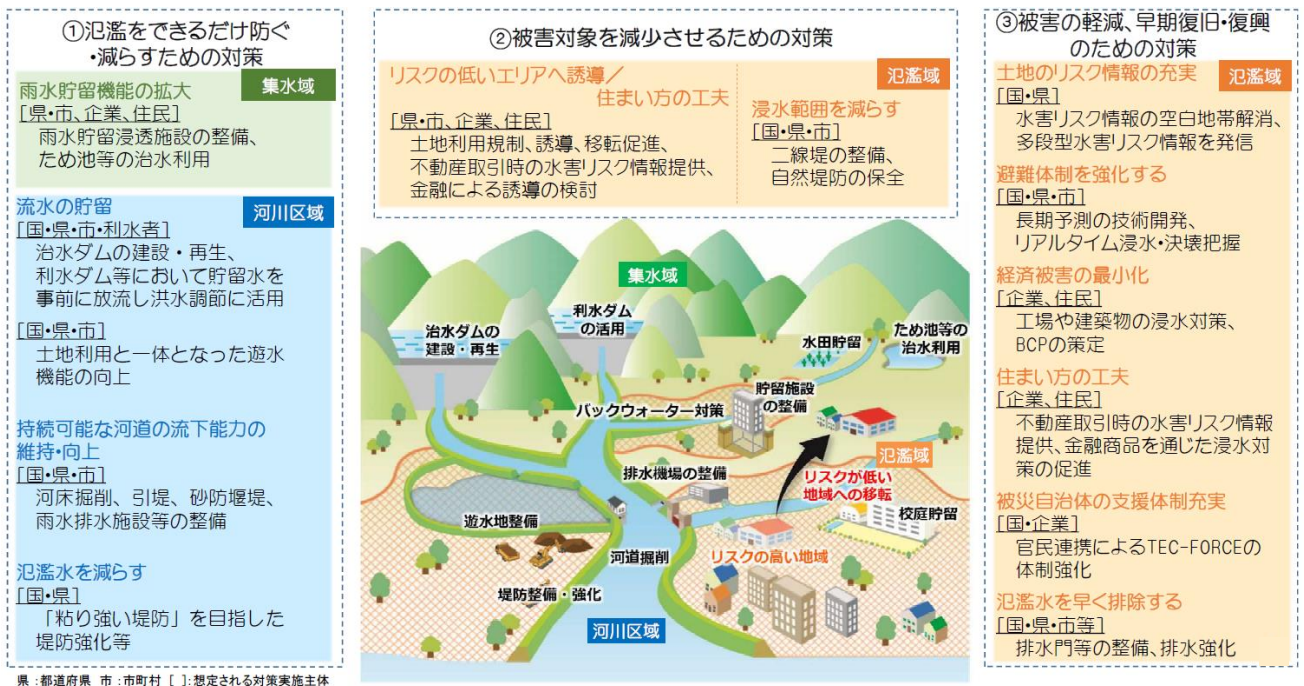 ①氾濫をできるだけ防ぐ
・減らすための対策
集水域
雨水貯留機能の拡大
[県・市、企業、住民]
雨水貯留浸透施設の整備、
ため池等の治水利用
河川区域
流水の貯留
[国・県・市・利水者]
治水ダムの建設・再生、
利水ダム等において貯留水を
事前に放流し洪水調節に活用
[国・県・市]
土地利用と一体となった遊水
機能の向上
持続可能な河道の流下能力の
維持・向上
[国・県・市]
河床掘削、引堤、砂防堰堤、
雨水排水施設等の整備
氾濫水を減らす
[国・県]
「粘り強い堤防」を目指した
堤防強化等
県：都道府県 市：市町村 [ ]：想定される対策実施主体
②被害対象を減少させるための対策
リスクの低いエリアへ誘導／
住まい方の工夫
[県・市、企業、住民]
土地利用規制、誘導、移転促進、
不動産取引時の水害リスク情報提供、
金融による誘導の検討
氾濫域
浸水範囲を減らす
[国・県・市]
二線堤の整備、
自然堤防の保全
集水域
治水ダムの
建設・再生
利水ダム
の活用
水田貯留
ため池等の
治水利用
バックウォーター対策
貯留施設
の整備
排水機場の整備
氾濫域
リスクが低い
地域への移転
遊水地整備
校庭貯留
河道掘削
リスクの高い地域
堤防整備・強化
河川区域
③被害の軽減、早期復旧・復興
のための対策
土地のリスク情報の充実
氾濫域
[国・県]
水害リスク情報の空白地帯解消、
多段型水害リスク情報を発信
避難体制を強化する
[国・県・市]
長期予測の技術開発、
リアルタイム浸水・決壊把握
経済被害の最小化
[企業、住民]
工場や建築物の浸水対策、
BCPの策定
住まい方の工夫
[企業、住民]
不動産取引時の水害リスク情報
提供、金融商品を通じた浸水対
策の促進
被災自治体の支援体制充実
[国・企業]
官民連携によるTEC-FORCEの
体制強化
氾濫水を早く排除する
[国・県・市等]
排水門等の整備、排水強化